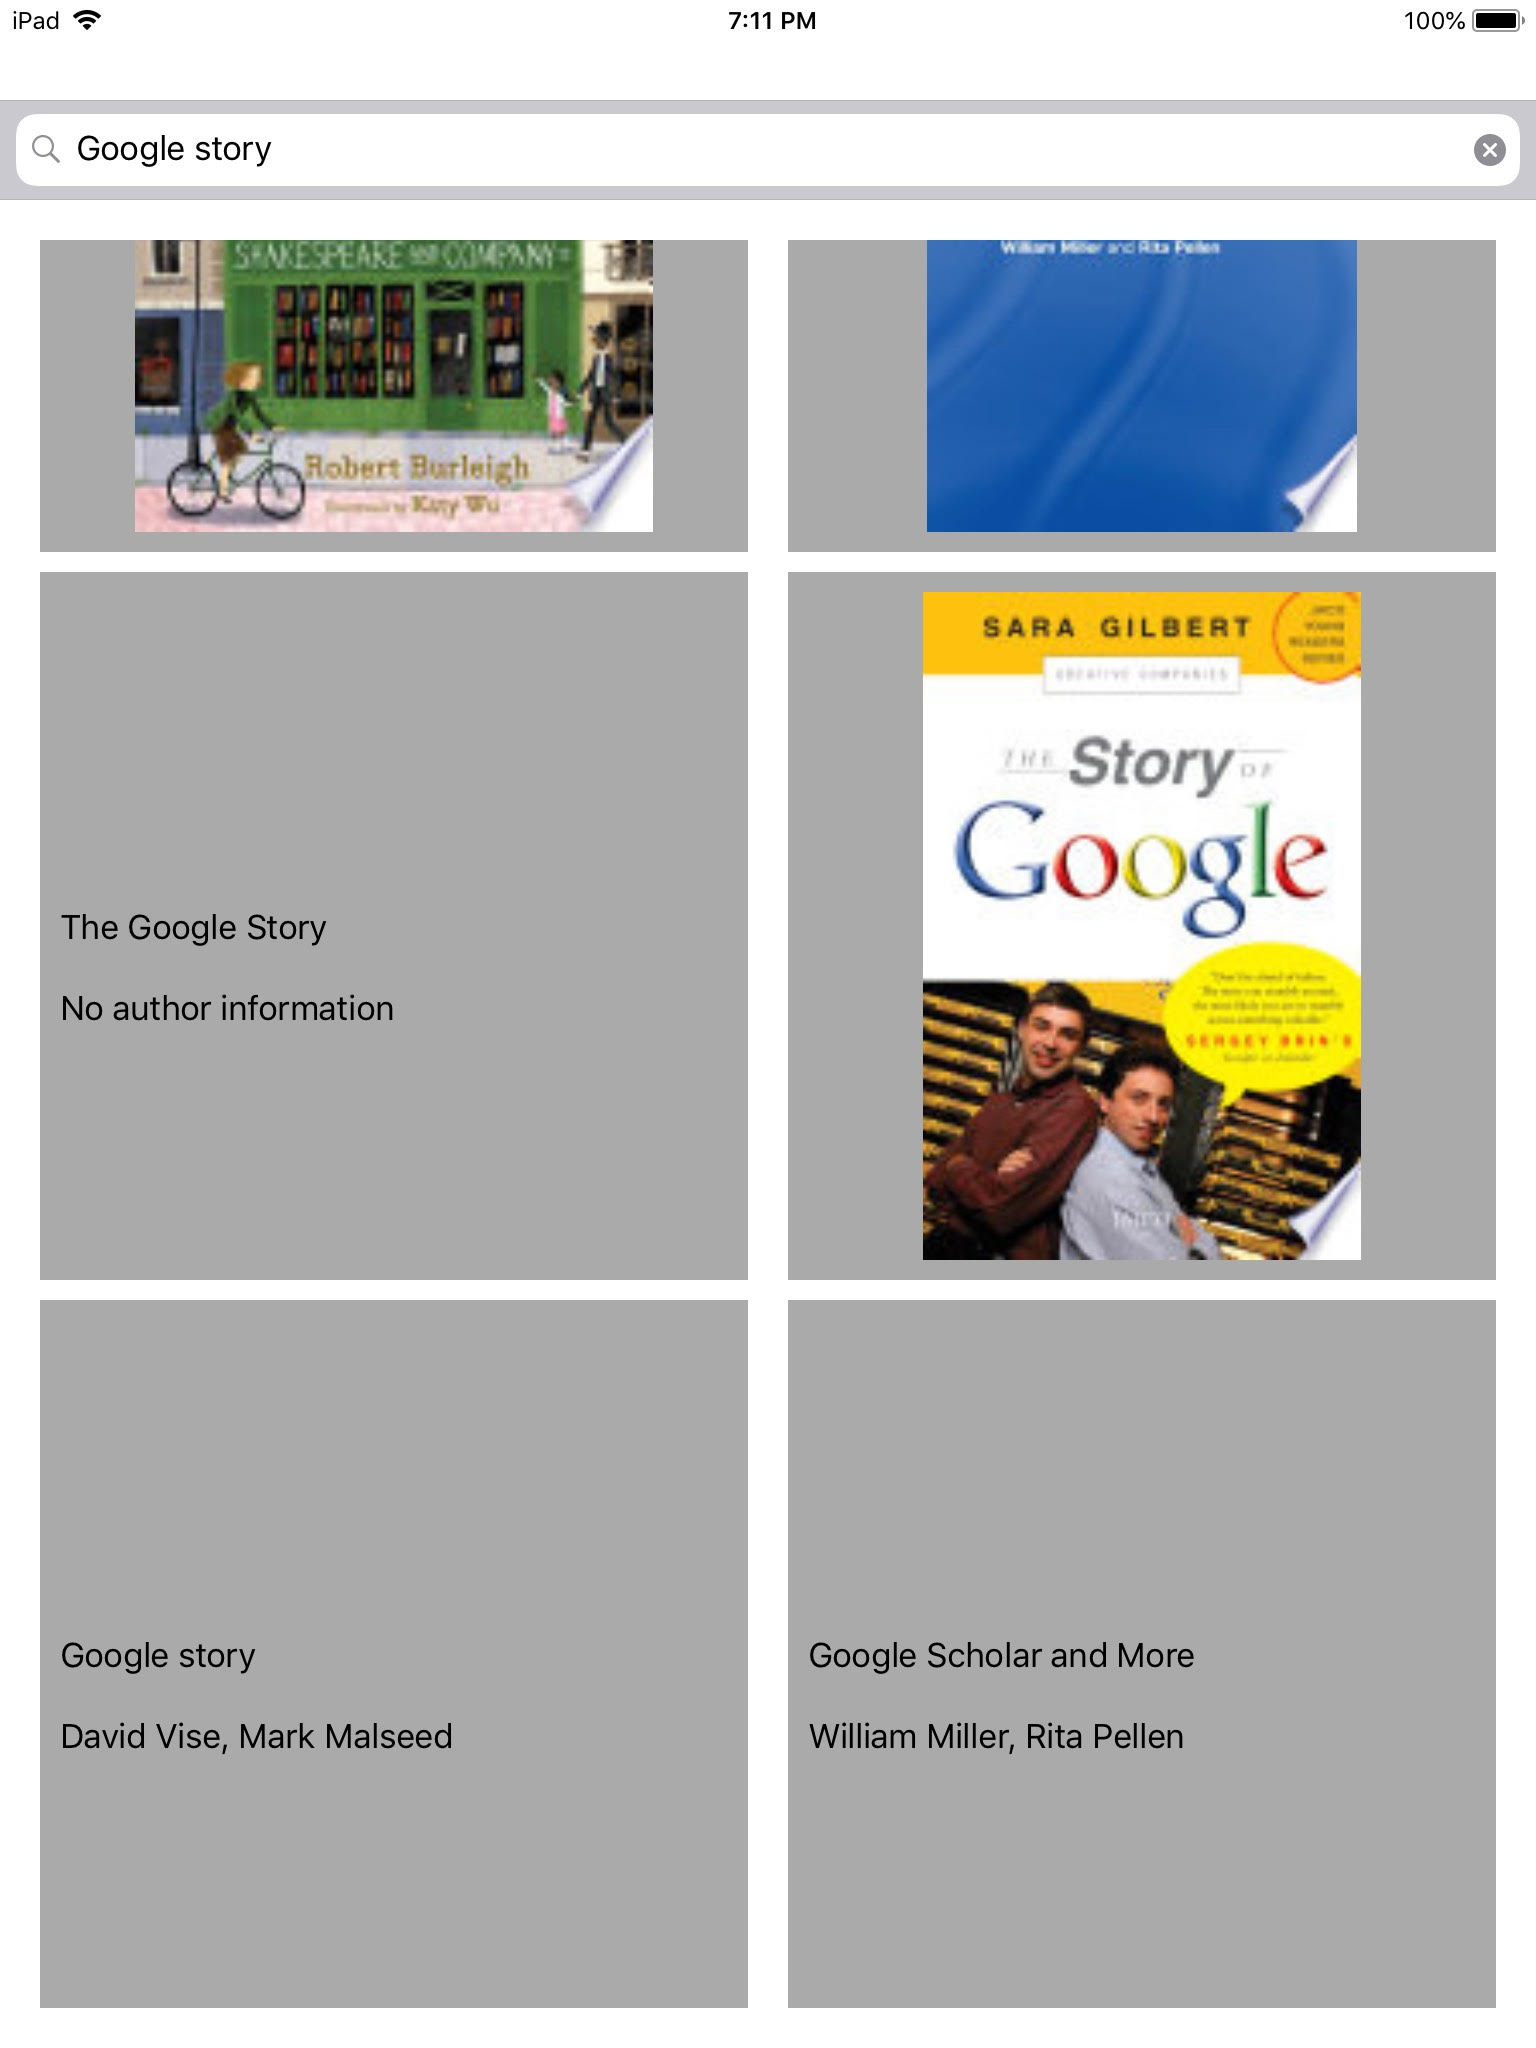 iPad
7:11 PM
100%
Google story
SHAKESPEARE AND COMPANY
Robert Burleigh
Katy Wu
William Miller and Rita Pellen
The Google Story
No author information
SARA GILBERT
CREATIVE COMPANIES
THE Story OF
Google
SERGEY BRIN'S
Google story
David Vise, Mark Malseed
Google Scholar and More
William Miller, Rita Pellen